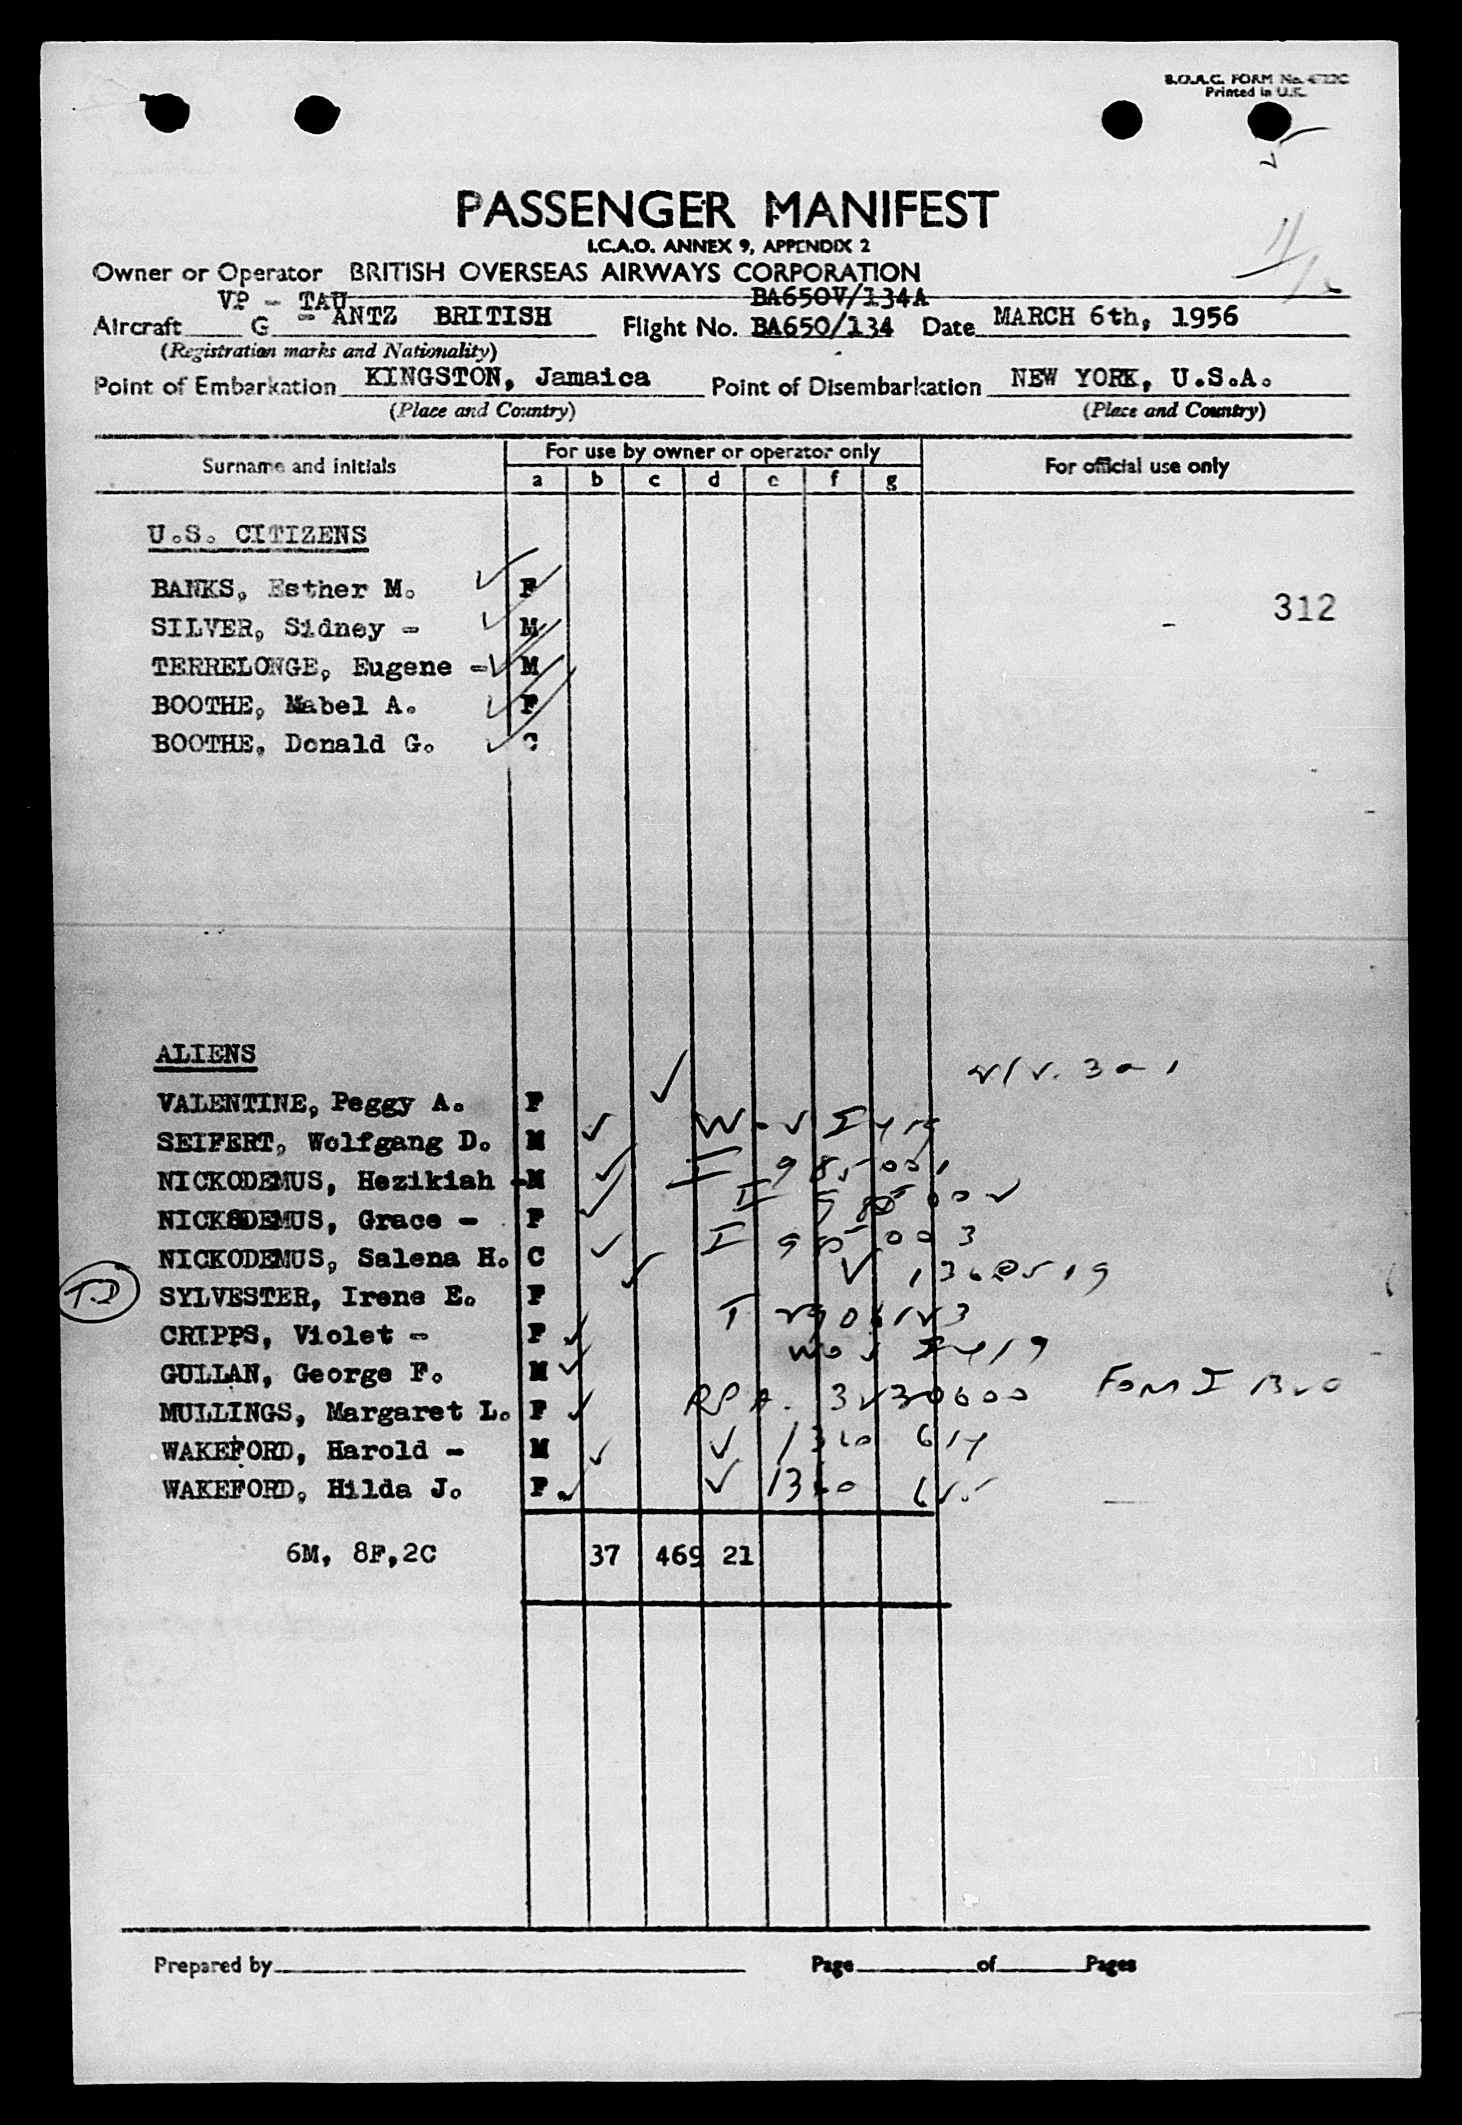 B.O.A.C. FORM No.
Printed in U.K.
PASSENGER MANIFEST
I.C.A.O. ANNEX 9, APPENDIX 2
Owner or Operator BRITISH OVERSEAS AIRWAYS CORPORATION
VP - TAU BA650V/134A
Aircraft G - ANTZ BRITISH Flight No. BA650/134 Date MARCH 6th, 1956
(Registration marks and Nationality)
Point of Embarkation KINGSTON, Jamaica Point of Disembarkation NEW YORK, U.S.A.
(Place and Country) (Place and Country)
Surname and initials For use by owner or operator only For official use only
a b c d e f g
U.S. CITIZENS
BANKS, Esther M. F
312
SILVER, Sidney - M
TERRELONGE, Eugene - M
BOOTHE, Mabel A. F
BOOTHE, Donald G. C
ALIENS
VALENTINE, Peggy A. F
SEIFERT, Wolfgang D. M
NICKODEMUS, Hezikiah - M
NICKODEMUS, Grace - F
NICKODEMUS, Salena H. C
T.D SYLVESTER, Irene E. F
CRIPPS, Violet - F
GULLAN, George F. M
MULLINGS, Margaret L. F
WAKEFORD, Harold - M
WAKEFORD, Hilda J. F
6M, 8F,2C 37 469 21
Prepared by Page of Pages